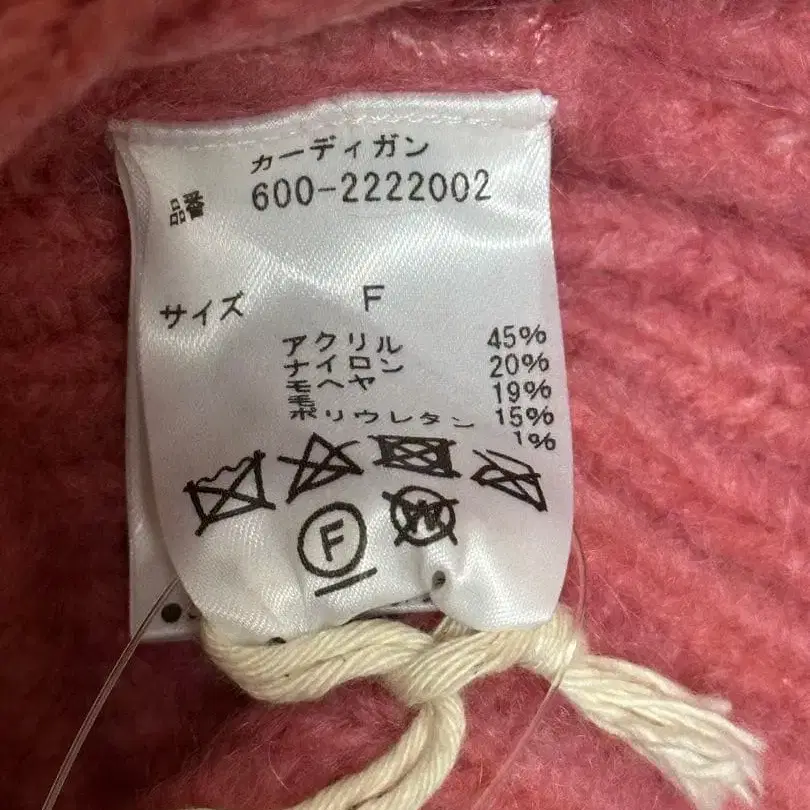 カーディガン
品番 600-2222002
サイズ F
アクリル 45%
ナイロン 20%
モヘヤ 19%
毛 15%
ポリウレタン 1%
F
W